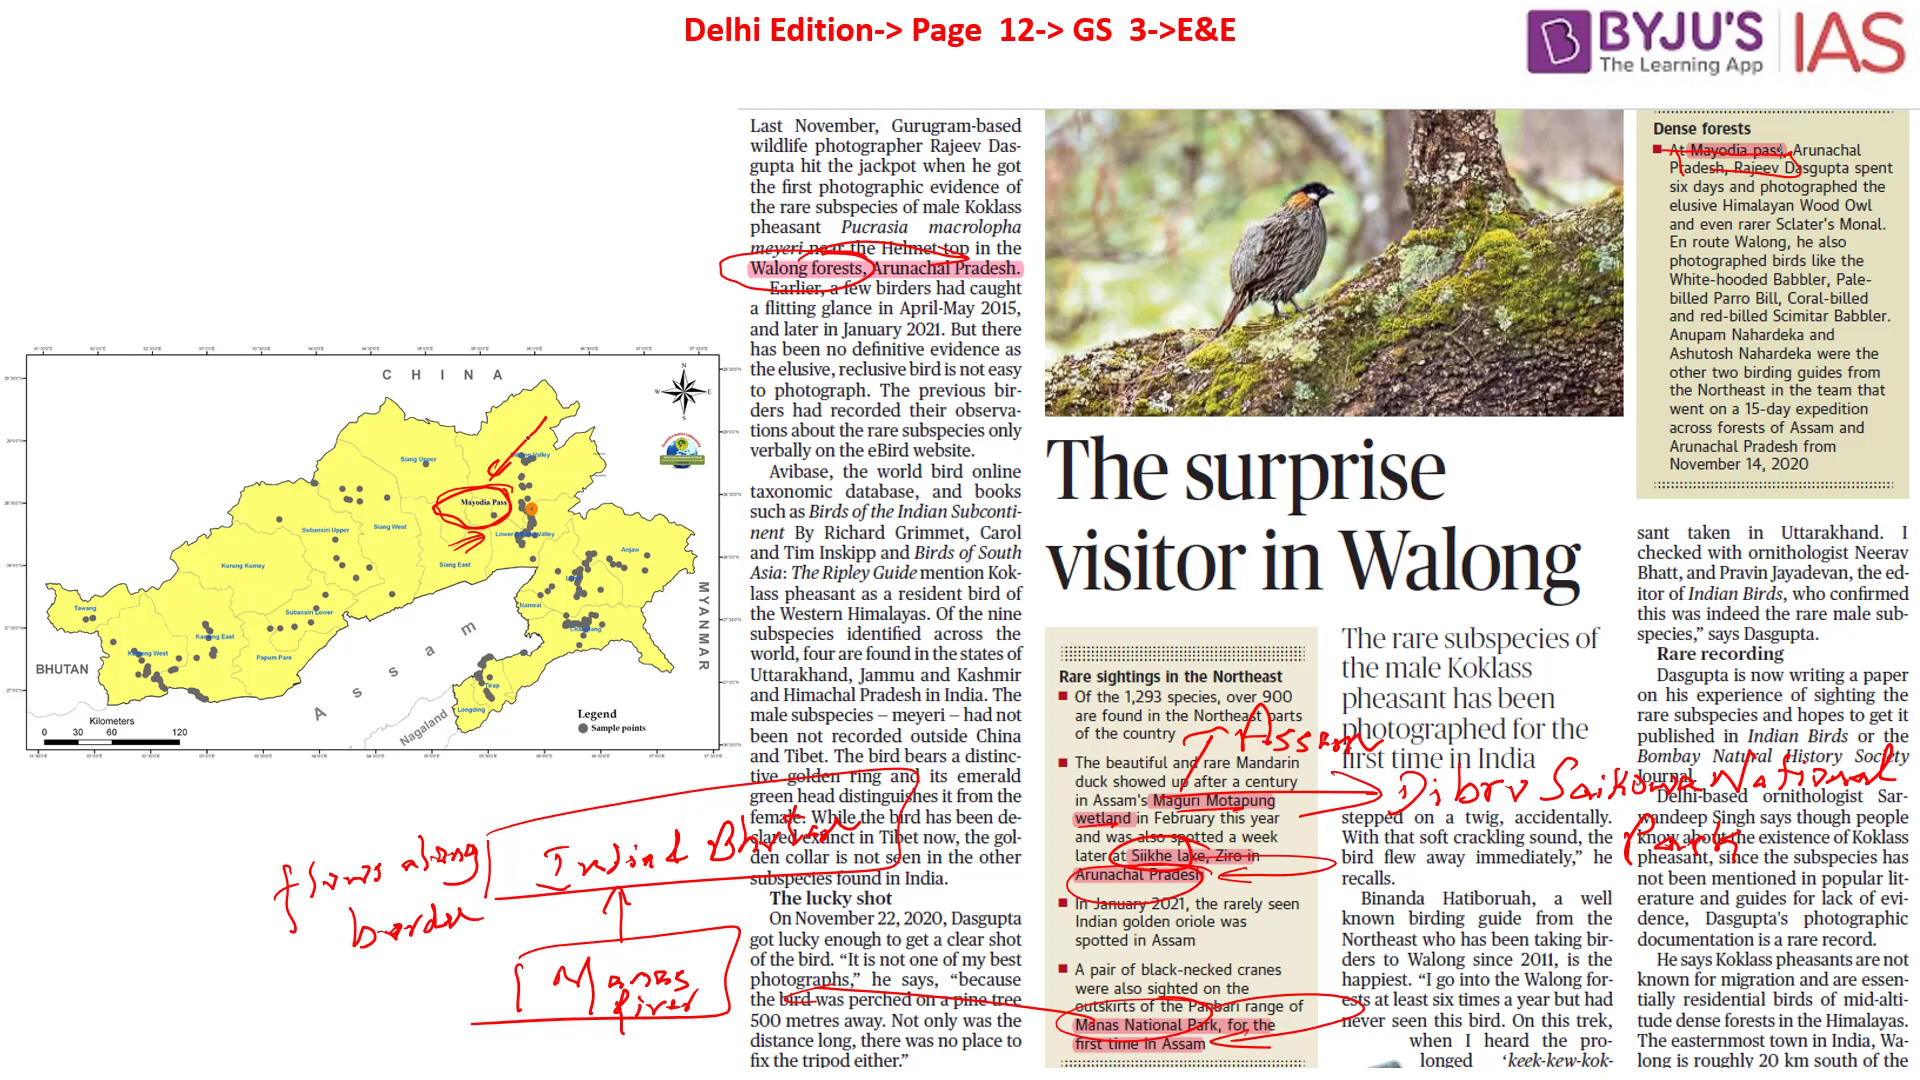 Delhi Edition-> Page 12-> GS 3->E&E
BYJU'S
The Learning App
IAS
CHINA
N
W
E
S
Siang Upper
Mayodia Pass
Siang West
Subansiri Upper
Kurung Kumey
Siang East
Anjaw
Namsai
Tawang
Subansiri Lower
Papum Pare
Tirap
Longding
BHUTAN
MYANMAR
Assam
Nagaland
Kilometers
0 30 60 120
Legend
Sample points
Last November, Gurugram-based
wildlife photographer Rajeev Das-
gupta hit the jackpot when he got
the first photographic evidence of
the rare subspecies of male Koklass
pheasant Pucrasia macrolopha
meyeri near the Helmet top in the
Walong forests, Arunachal Pradesh.
Earlier, a few birders had caught
a flitting glance in April-May 2015,
and later in January 2021. But there
has been no definitive evidence as
the elusive, reclusive bird is not easy
to photograph. The previous bir-
ders had recorded their observa-
tions about the rare subspecies only
verbally on the eBird website.
Avibase, the world bird online
taxonomic database, and books
such as Birds of the Indian Subconti-
nent By Richard Grimmet, Carol
and Tim Inskipp and Birds of South
Asia: The Ripley Guide mention Kok-
lass pheasant as a resident bird of
the Western Himalayas. Of the nine
subspecies identified across the
world, four are found in the states of
Uttarakhand, Jammu and Kashmir
and Himachal Pradesh in India. The
male subspecies – meyeri – had not
been not recorded outside China
and Tibet. The bird bears a distinc-
tive golden ring and its emerald
green head distinguishes it from the
female. While the bird has been de-
clared extinct in Tibet now, the gol-
den collar is not seen in the other
subspecies found in India.
The lucky shot
On November 22, 2020, Dasgupta
got lucky enough to get a clear shot
of the bird. “It is not one of my best
photographs,” he says, “because
the bird was perched on a pine tree
500 metres away. Not only was the
distance long, there was no place to
fix the tripod either.”
The surprise
visitor in Walong
Rare sightings in the Northeast
Of the 1,293 species, over 900
are found in the Northeast parts
of the country
The beautiful and rare Mandarin
duck showed up after a century
in Assam's Maguri Motapung
wetland in February this year
and was also spotted a week
later at Siikhe lake, Ziro in
Arunachal Pradesh
In January 2021, the rarely seen
Indian golden oriole was
spotted in Assam
A pair of black-necked cranes
were also sighted on the
outskirts of the Panbari range of
Manas National Park, for the
first time in Assam
The rare subspecies of
the male Koklass
pheasant has been
photographed for the
first time in India
stepped on a twig, accidentally.
With that soft crackling sound, the
bird flew away immediately,” he
recalls.
Binanda Hatiboruah, a well
known birding guide from the
Northeast who has been taking bir-
ders to Walong since 2011, is the
happiest. “I go into the Walong for-
ests at least six times a year but had
never seen this bird. On this trek,
when I heard the pro-
longed ‘keek-kew-kok-
Dense forests
At Mayodia pass, Arunachal
Pradesh, Rajeev Dasgupta spent
six days and photographed the
elusive Himalayan Wood Owl
and even rarer Sclater's Monal.
En route Walong, he also
photographed birds like the
White-hooded Babbler, Pale-
billed Parro Bill, Coral-billed
and red-billed Scimitar Babbler.
Anupam Nahardeka and
Ashutosh Nahardeka were the
other two birding guides from
the Northeast in the team that
went on a 15-day expedition
across forests of Assam and
Arunachal Pradesh from
November 14, 2020
sant taken in Uttarakhand. I
checked with ornithologist Neerav
Bhatt, and Pravin Jayadevan, the ed-
itor of Indian Birds, who confirmed
this was indeed the rare male sub-
species,” says Dasgupta.
Rare recording
Dasgupta is now writing a paper
on his experience of sighting the
rare subspecies and hopes to get it
published in Indian Birds or the
Bombay Natural History Society
Journal.
Delhi-based ornithologist Sar-
wandeep Singh says though people
know about the existence of Koklass
pheasant, since the subspecies has
not been mentioned in popular lit-
erature and guides for lack of evi-
dence, Dasgupta's photographic
documentation is a rare record.
He says Koklass pheasants are not
known for migration and are essen-
tially residential birds of mid-alti-
tude dense forests in the Himalayas.
The easternmost town in India, Wa-
long is roughly 20 km south of the
Assam
Dibru Saikowa National
Park
flows along
border
India & Bhutan
Manas
River